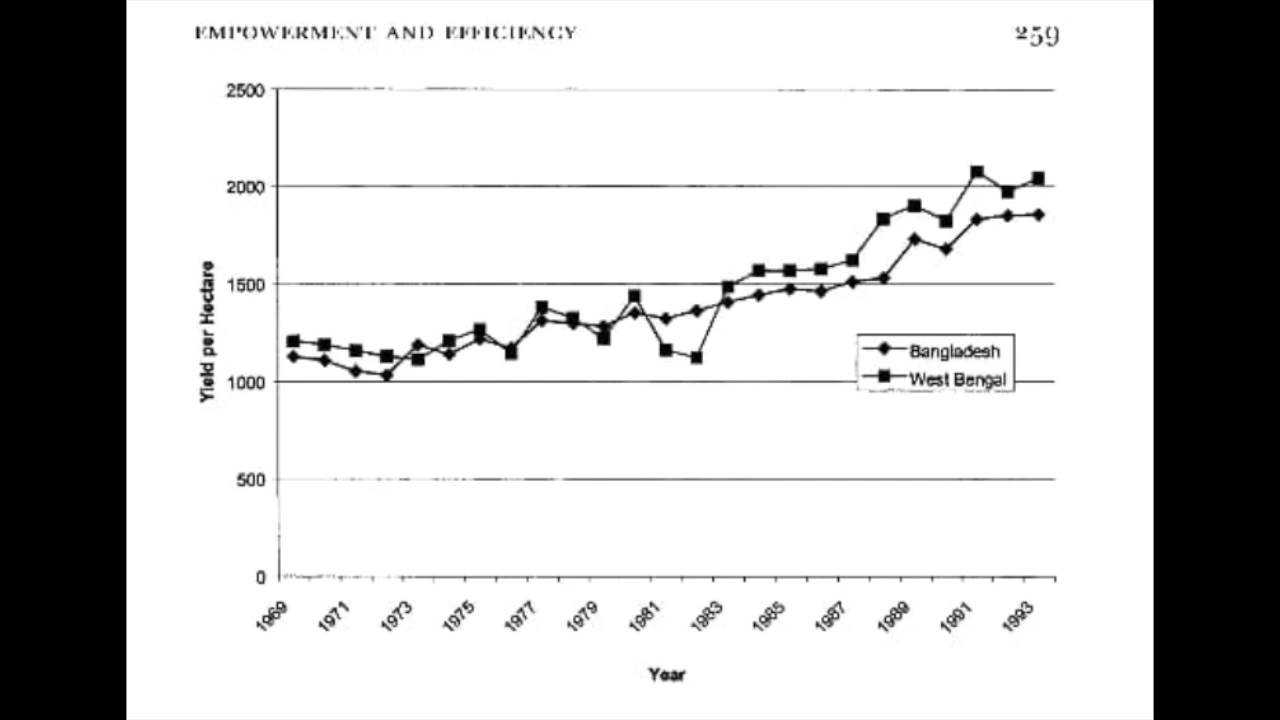 EMPOWERMENT AND EFFICIENCY 259
2500
2000
1500
1000
500
0
Yield per Hectare
Bangladesh
West Bengal
1969 1971 1973 1975 1977 1979 1981 1983 1985 1987 1989 1991 1993
Year